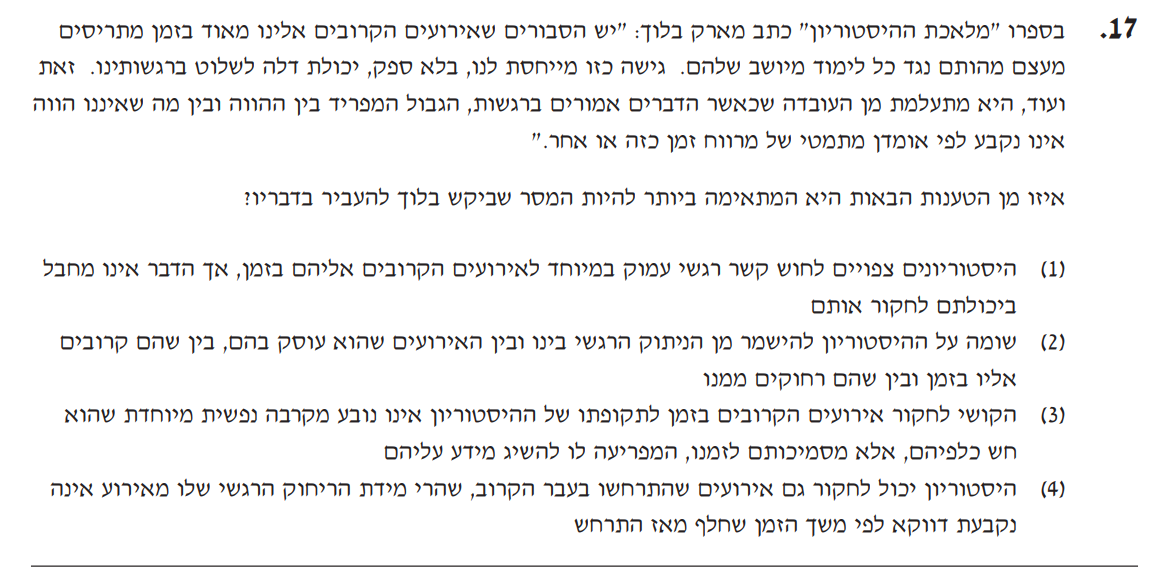 17. בספרו "מלאכת ההיסטוריון" כתב מארק בלוך: "יש הסבורים שאירועים הקרובים אלינו מאוד בזמן מתריסים
מעצם מהותם נגד כל לימוד מיושב שלהם. גישה כזו מייחסת לנו, בלא ספק, יכולת דלה לשלוט ברגשותינו. זאת
ועוד, היא מתעלמת מן העובדה שכאשר הדברים אמורים ברגשות, הגבול המפריד בין ההווה ובין מה שאיננו הווה
אינו נקבע לפי אומדן מתמטי של מרווח זמן כזה או אחר."
איזו מן הטענות הבאות היא המתאימה ביותר להיות המסר שביקש בלוך להעביר בדבריו?
(1) היסטוריונים צפויים לחוש קשר רגשי עמוק במיוחד לאירועים הקרובים אליהם בזמן, אך הדבר אינו מחבל
ביכולתם לחקור אותם
(2) שומה על ההיסטוריון להישמר מן הניתוק הרגשי בינו ובין האירועים שהוא עוסק בהם, בין שהם קרובים
אליו בזמן ובין שהם רחוקים ממנו
(3) הקושי לחקור אירועים הקרובים בזמן לתקופתו של ההיסטוריון אינו נובע מקרבה נפשית מיוחדת שהוא
חש כלפיהם, אלא מסמיכותם לזמנו, המפריעה לו להשיג מידע עליהם
(4) היסטוריון יכול לחקור גם אירועים שהתרחשו בעבר הקרוב, שהרי מידת הריחוק הרגשי שלו מאירוע אינה
נקבעת דווקא לפי משך הזמן שחלף מאז התרחש